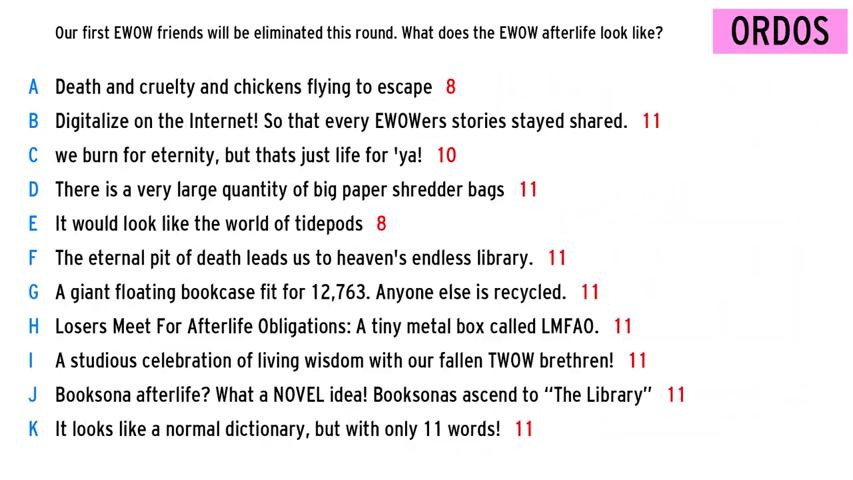 Our first EWOW friends will be eliminated this round. What does the EWOW afterlife look like?
ORDOS
A Death and cruelty and chickens flying to escape 8
B Digitalize on the Internet! So that every EWOWers stories stayed shared. 11
C we burn for eternity, but thats just life for 'ya! 10
D There is a very large quantity of big paper shredder bags 11
E It would look like the world of tidepods 8
F The eternal pit of death leads us to heaven's endless library. 11
G A giant floating bookcase fit for 12,763. Anyone else is recycled. 11
H Losers Meet For Afterlife Obligations: A tiny metal box called LMFAO. 11
I A studious celebration of living wisdom with our fallen TWOW brethren! 11
J Booksona afterlife? What a NOVEL idea! Booksonas ascend to “The Library” 11
K It looks like a normal dictionary, but with only 11 words! 11